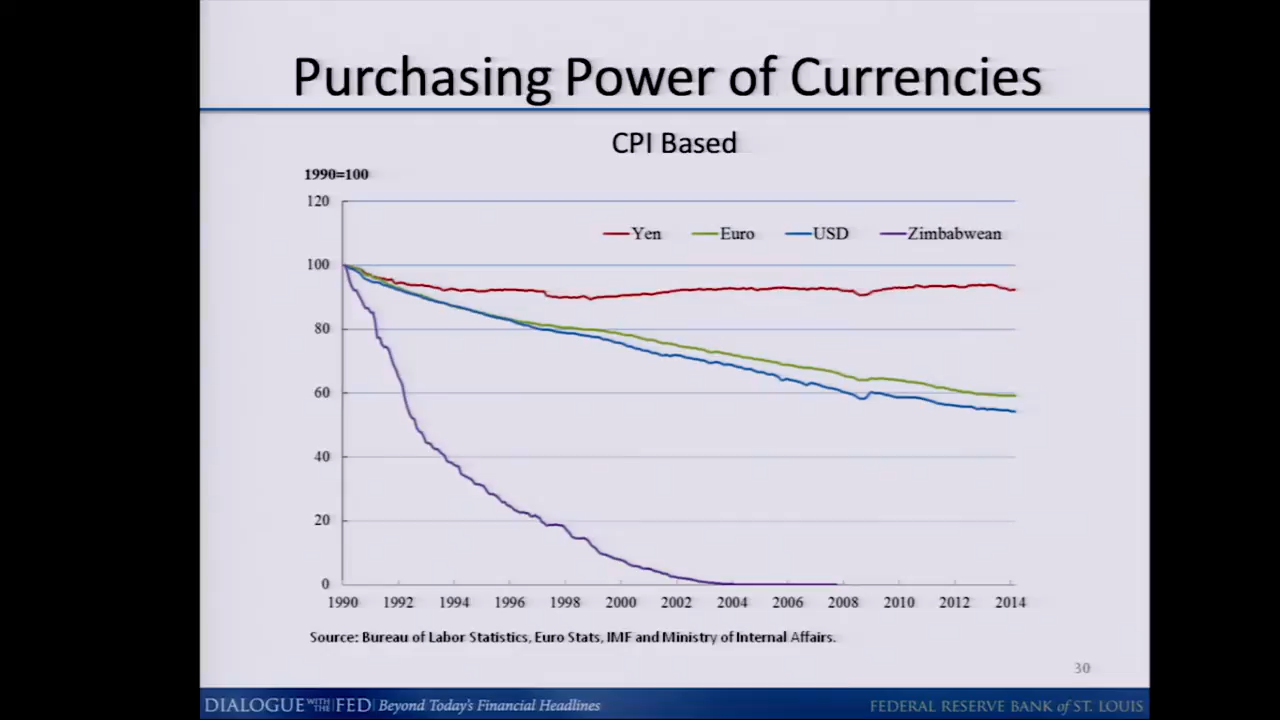 Purchasing Power of Currencies
CPI Based
1990=100
120
Yen Euro USD Zimbabwean
100
80
60
40
20
0
1990 1992 1994 1996 1998 2000 2002 2004 2006 2008 2010 2012 2014
Source: Bureau of Labor Statistics, Euro Stats, IMF and Ministry of Internal Affairs.
30
DIALOGUE WITH THE FED | Beyond Today's Financial Headlines FEDERAL RESERVE BANK of ST. LOUIS